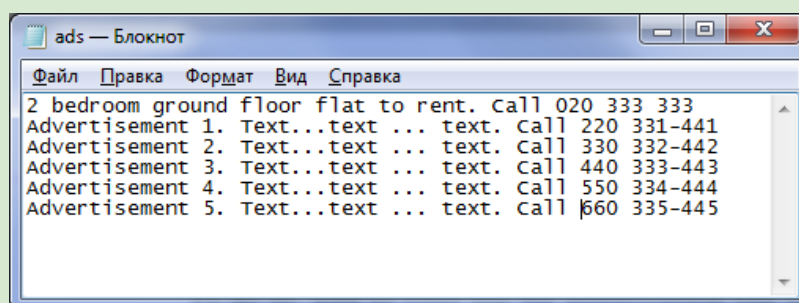 ads — Блокнот
Файл Правка Формат Вид Справка
2 bedroom ground floor flat to rent. Call 020 333 333
Advertisement 1. Text...text ... text. Call 220 331-441
Advertisement 2. Text...text ... text. Call 330 332-442
Advertisement 3. Text...text ... text. Call 440 333-443
Advertisement 4. Text...text ... text. Call 550 334-444
Advertisement 5. Text...text ... text. Call 660 335-445